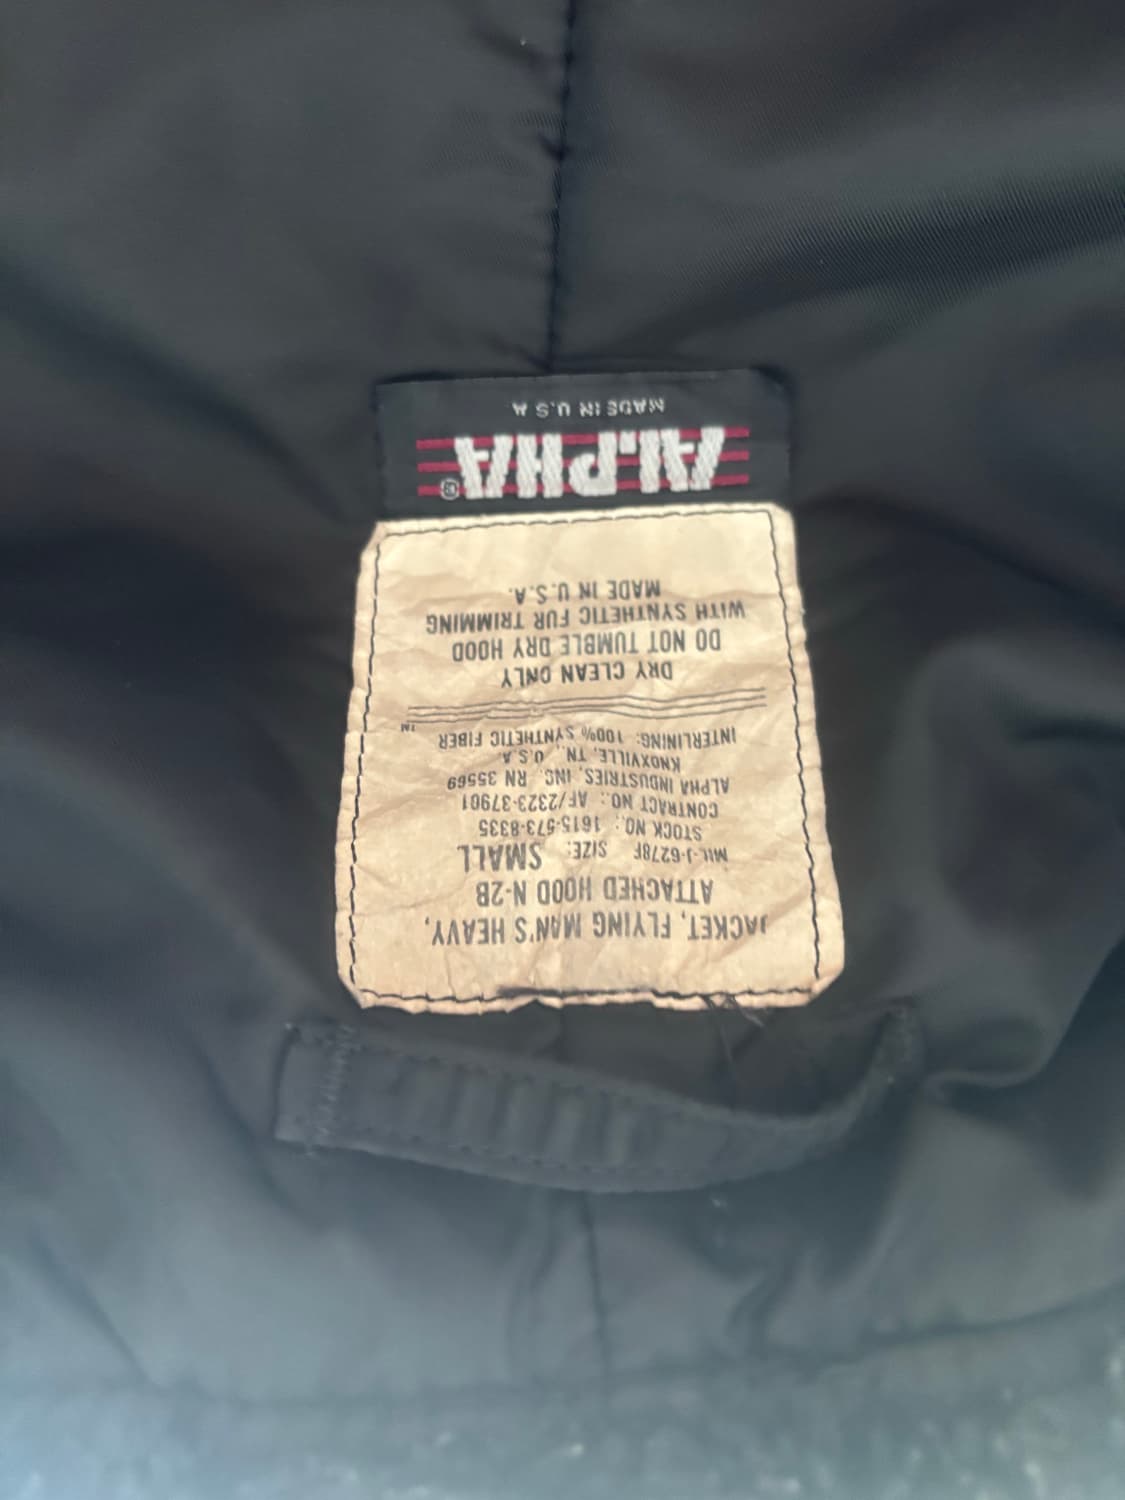 JACKET, FLYING MAN'S HEAVY,
ATTACHED HOOD N-2B
MIL-J-6278F SIZE: SMALL
STOCK NO.: 1615-573-8335
CONTRACT NO.: AF/2323-37901
ALPHA INDUSTRIES, INC. RN 35569
KNOXVILLE, TN., U.S.A.
INTERLINING: 100% SYNTHETIC FIBER
TM
DRY CLEAN ONLY
DO NOT TUMBLE DRY HOOD
WITH SYNTHETIC FUR TRIMMING
MADE IN U.S.A.
ALPHA®
MADE IN U.S.A.